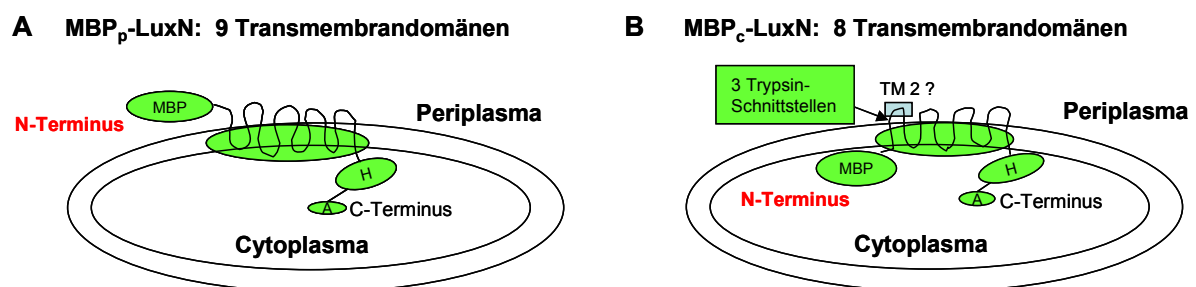 A MBPp-LuxN: 9 Transmembrandomänen
MBP
N-Terminus
Periplasma
H
A
C-Terminus
Cytoplasma
B MBPc-LuxN: 8 Transmembrandomänen
3 Trypsin-
Schnittstellen
TM 2 ?
Periplasma
MBP
N-Terminus
H
A
C-Terminus
Cytoplasma